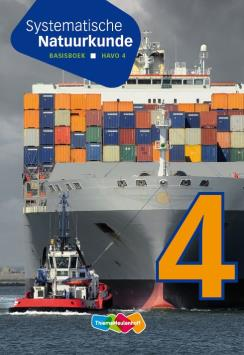 Systematische
Natuurkunde
BASISBOEK ■ HAVO 4
4
ThiemeMeulenhoff